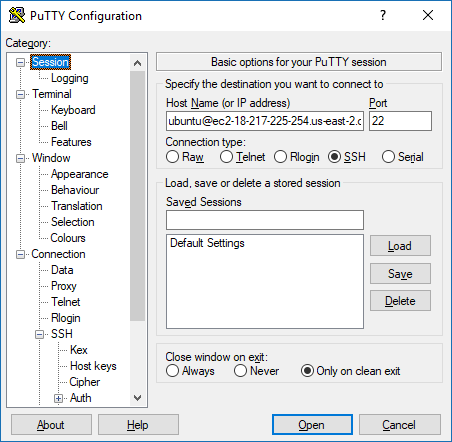 PuTTY Configuration
?
Category:
Session
Logging
Terminal
Keyboard
Bell
Features
Window
Appearance
Behaviour
Translation
Selection
Colours
Connection
Data
Proxy
Telnet
Rlogin
SSH
Kex
Host keys
Cipher
Auth
Basic options for your PuTTY session
Specify the destination you want to connect to
Host Name (or IP address) Port
ubuntu@ec2-18-217-225-254.us-east-2.c 22
Connection type:
Raw Telnet Rlogin SSH Serial
Load, save or delete a stored session
Saved Sessions
Default Settings
Load
Save
Delete
Close window on exit:
Always Never Only on clean exit
About Help Open Cancel